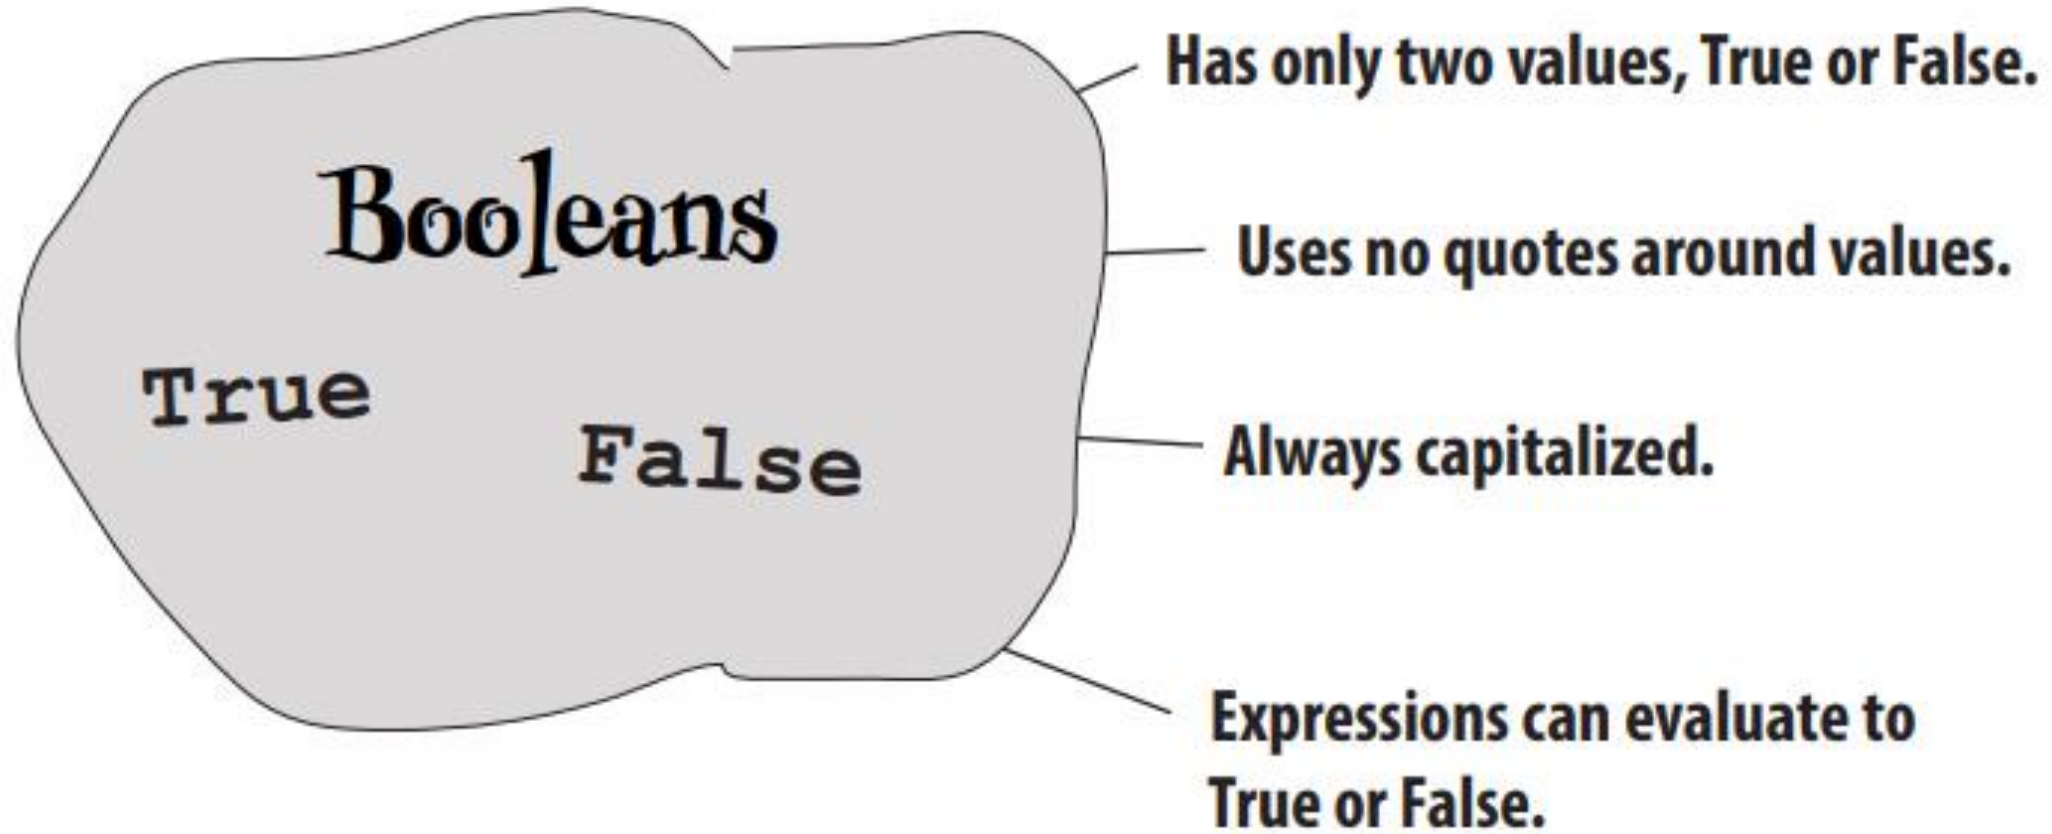 Has only two values, True or False.
Booleans
Uses no quotes around values.
True
False
Always capitalized.
Expressions can evaluate to
True or False.